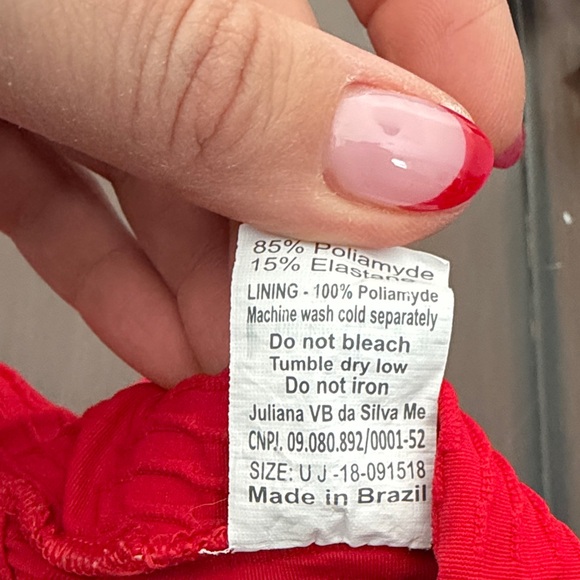 85% Poliamyde
15% Elastane
LINING - 100% Poliamyde
Machine wash cold separately
Do not bleach
Tumble dry low
Do not iron
Juliana VB da Silva Me
CNPJ. 09.080.892/0001-52
SIZE: U J -18-091518
Made in Brazil